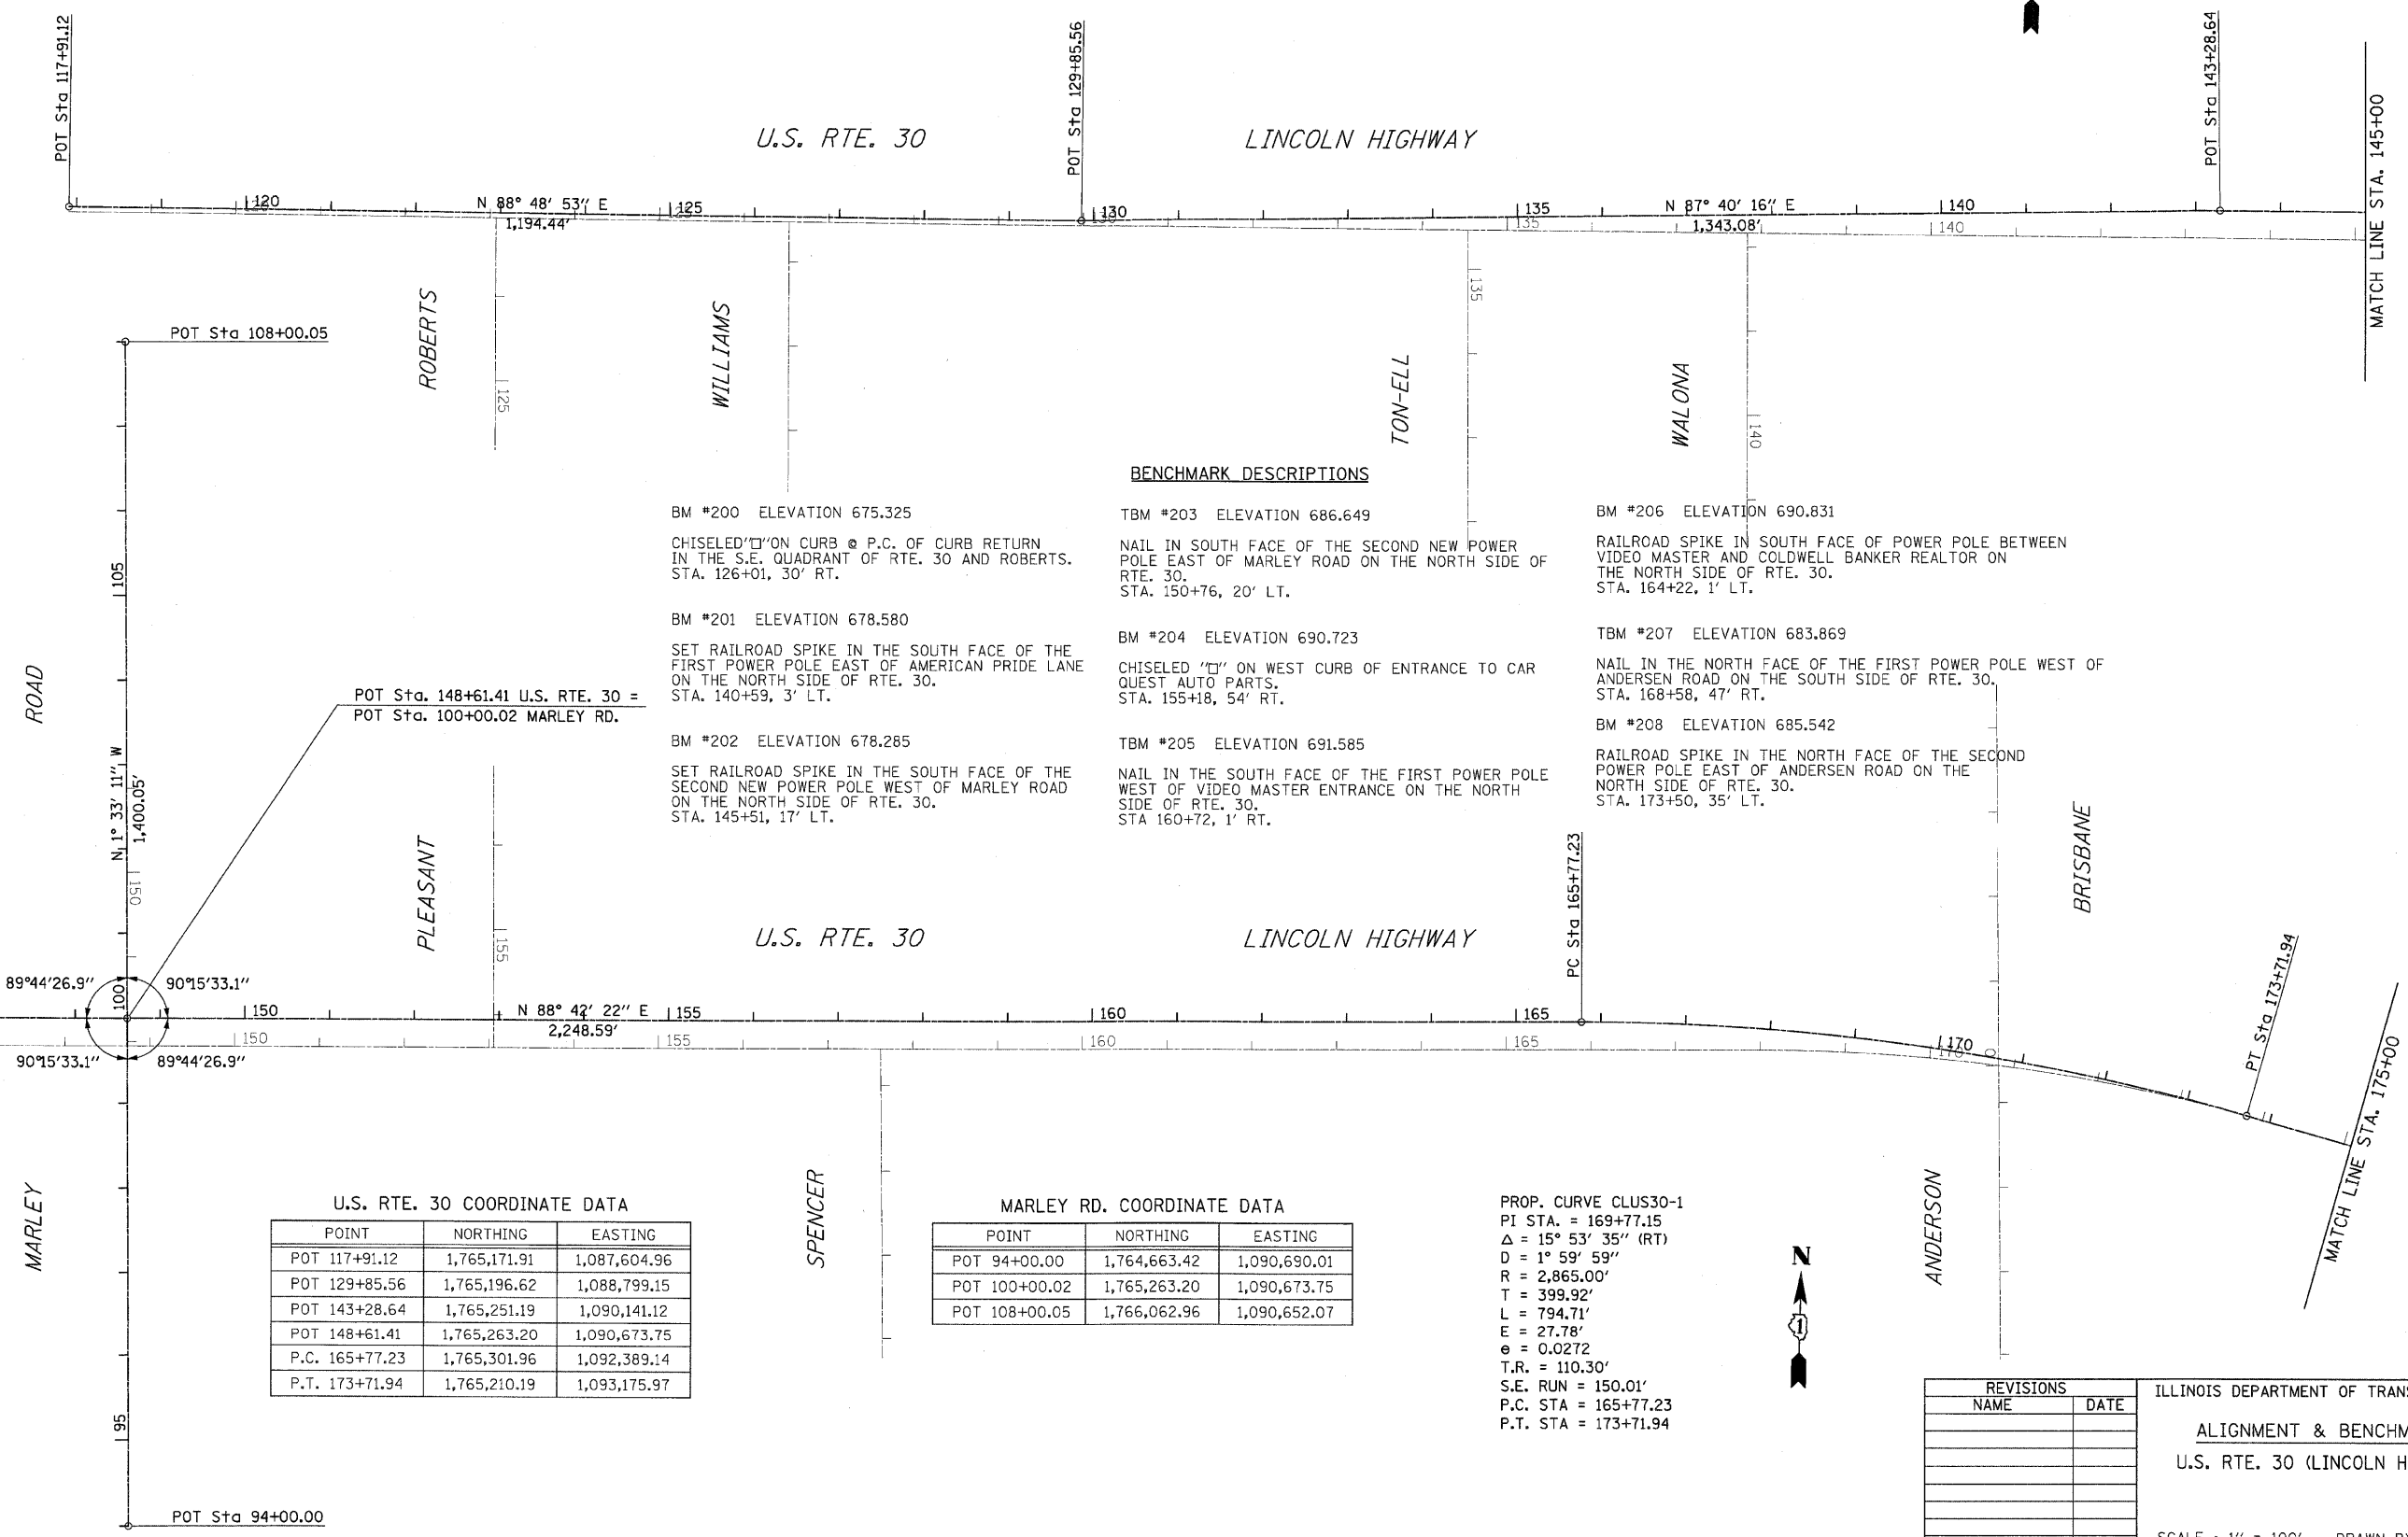 POT Sta 117+91.12
POT Sta 129+85.56
POT Sta 143+28.64
MATCH LINE STA. 145+00
U.S. RTE. 30
LINCOLN HIGHWAY
120
N 88° 48' 53" E
1,194.44'
125
125
130
130
135
135
N 87° 40' 16" E
1,343.08'
140
140
POT Sta 108+00.05
ROBERTS
125
WILLIAMS
TON-ELL
135
WALONA
140
105
ROAD
POT Sta. 148+61.41 U.S. RTE. 30 =
POT Sta. 100+00.02 MARLEY RD.
N 1° 33' 11" W
1,400.05'
150
BENCHMARK DESCRIPTIONS
BM #200 ELEVATION 675.325
CHISELED"□"ON CURB @ P.C. OF CURB RETURN
IN THE S.E. QUADRANT OF RTE. 30 AND ROBERTS.
STA. 126+01, 30' RT.
BM #201 ELEVATION 678.580
SET RAILROAD SPIKE IN THE SOUTH FACE OF THE
FIRST POWER POLE EAST OF AMERICAN PRIDE LANE
ON THE NORTH SIDE OF RTE. 30.
STA. 140+59, 3' LT.
BM #202 ELEVATION 678.285
SET RAILROAD SPIKE IN THE SOUTH FACE OF THE
SECOND NEW POWER POLE WEST OF MARLEY ROAD
ON THE NORTH SIDE OF RTE. 30.
STA. 145+51, 17' LT.
TBM #203 ELEVATION 686.649
NAIL IN SOUTH FACE OF THE SECOND NEW POWER
POLE EAST OF MARLEY ROAD ON THE NORTH SIDE OF
RTE. 30.
STA. 150+76, 20' LT.
BM #204 ELEVATION 690.723
CHISELED "□" ON WEST CURB OF ENTRANCE TO CAR
QUEST AUTO PARTS.
STA. 155+18, 54' RT.
TBM #205 ELEVATION 691.585
NAIL IN THE SOUTH FACE OF THE FIRST POWER POLE
WEST OF VIDEO MASTER ENTRANCE ON THE NORTH
SIDE OF RTE. 30.
STA 160+72, 1' RT.
BM #206 ELEVATION 690.831
RAILROAD SPIKE IN SOUTH FACE OF POWER POLE BETWEEN
VIDEO MASTER AND COLDWELL BANKER REALTOR ON
THE NORTH SIDE OF RTE. 30.
STA. 164+22, 1' LT.
TBM #207 ELEVATION 683.869
NAIL IN THE NORTH FACE OF THE FIRST POWER POLE WEST OF
ANDERSEN ROAD ON THE SOUTH SIDE OF RTE. 30.
STA. 168+58, 47' RT.
BM #208 ELEVATION 685.542
RAILROAD SPIKE IN THE NORTH FACE OF THE SECOND
POWER POLE EAST OF ANDERSEN ROAD ON THE
NORTH SIDE OF RTE. 30.
STA. 173+50, 35' LT.
PLEASANT
155
U.S. RTE. 30
LINCOLN HIGHWAY
PC Sta 165+77.23
BRISBANE
PT Sta 173+71.94
MATCH LINE STA. 175+00
89°44'26.9"
90°15'33.1"
100
90°15'33.1"
89°44'26.9"
150
150
N 88° 42' 22" E
2,248.59'
155
155
160
160
165
165
170
170
0
MARLEY
95
POT Sta 94+00.00
SPENCER
ANDERSON
U.S. RTE. 30 COORDINATE DATA
POINT NORTHING EASTING
POT 117+91.12 1,765,171.91 1,087,604.96
POT 129+85.56 1,765,196.62 1,088,799.15
POT 143+28.64 1,765,251.19 1,090,141.12
POT 148+61.41 1,765,263.20 1,090,673.75
P.C. 165+77.23 1,765,301.96 1,092,389.14
P.T. 173+71.94 1,765,210.19 1,093,175.97
MARLEY RD. COORDINATE DATA
POINT NORTHING EASTING
POT 94+00.00 1,764,663.42 1,090,690.01
POT 100+00.02 1,765,263.20 1,090,673.75
POT 108+00.05 1,766,062.96 1,090,652.07
PROP. CURVE CLUS30-1
PI STA. = 169+77.15
Δ = 15° 53' 35" (RT)
D = 1° 59' 59"
R = 2,865.00'
T = 399.92'
L = 794.71'
E = 27.78'
e = 0.0272
T.R. = 110.30'
S.E. RUN = 150.01'
P.C. STA = 165+77.23
P.T. STA = 173+71.94
N
1
REVISIONS
NAME DATE
ILLINOIS DEPARTMENT OF TRAN
ALIGNMENT & BENCHM
U.S. RTE. 30 (LINCOLN H